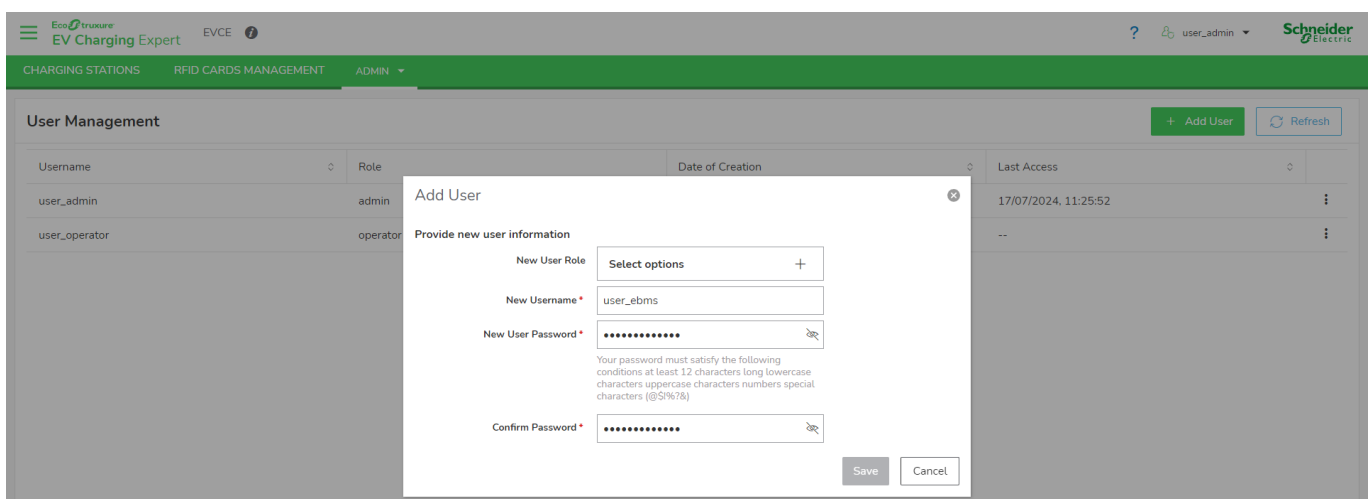 EcoStruxure
EV Charging Expert
EVCE
?
user_admin
Schneider
Electric
CHARGING STATIONS
RFID CARDS MANAGEMENT
ADMIN
User Management
+ Add User
Refresh
Username
Role
Date of Creation
Last Access
user_admin
admin
17/07/2024, 11:25:52
user_operator
operator
--
Add User
Provide new user information
New User Role
Select options
New Username *
user_ebms
New User Password *
•••••••••••••
Your password must satisfy the following
conditions at least 12 characters long lowercase
characters uppercase characters numbers special
characters (@$!%?&)
Confirm Password *
•••••••••••••
Save
Cancel